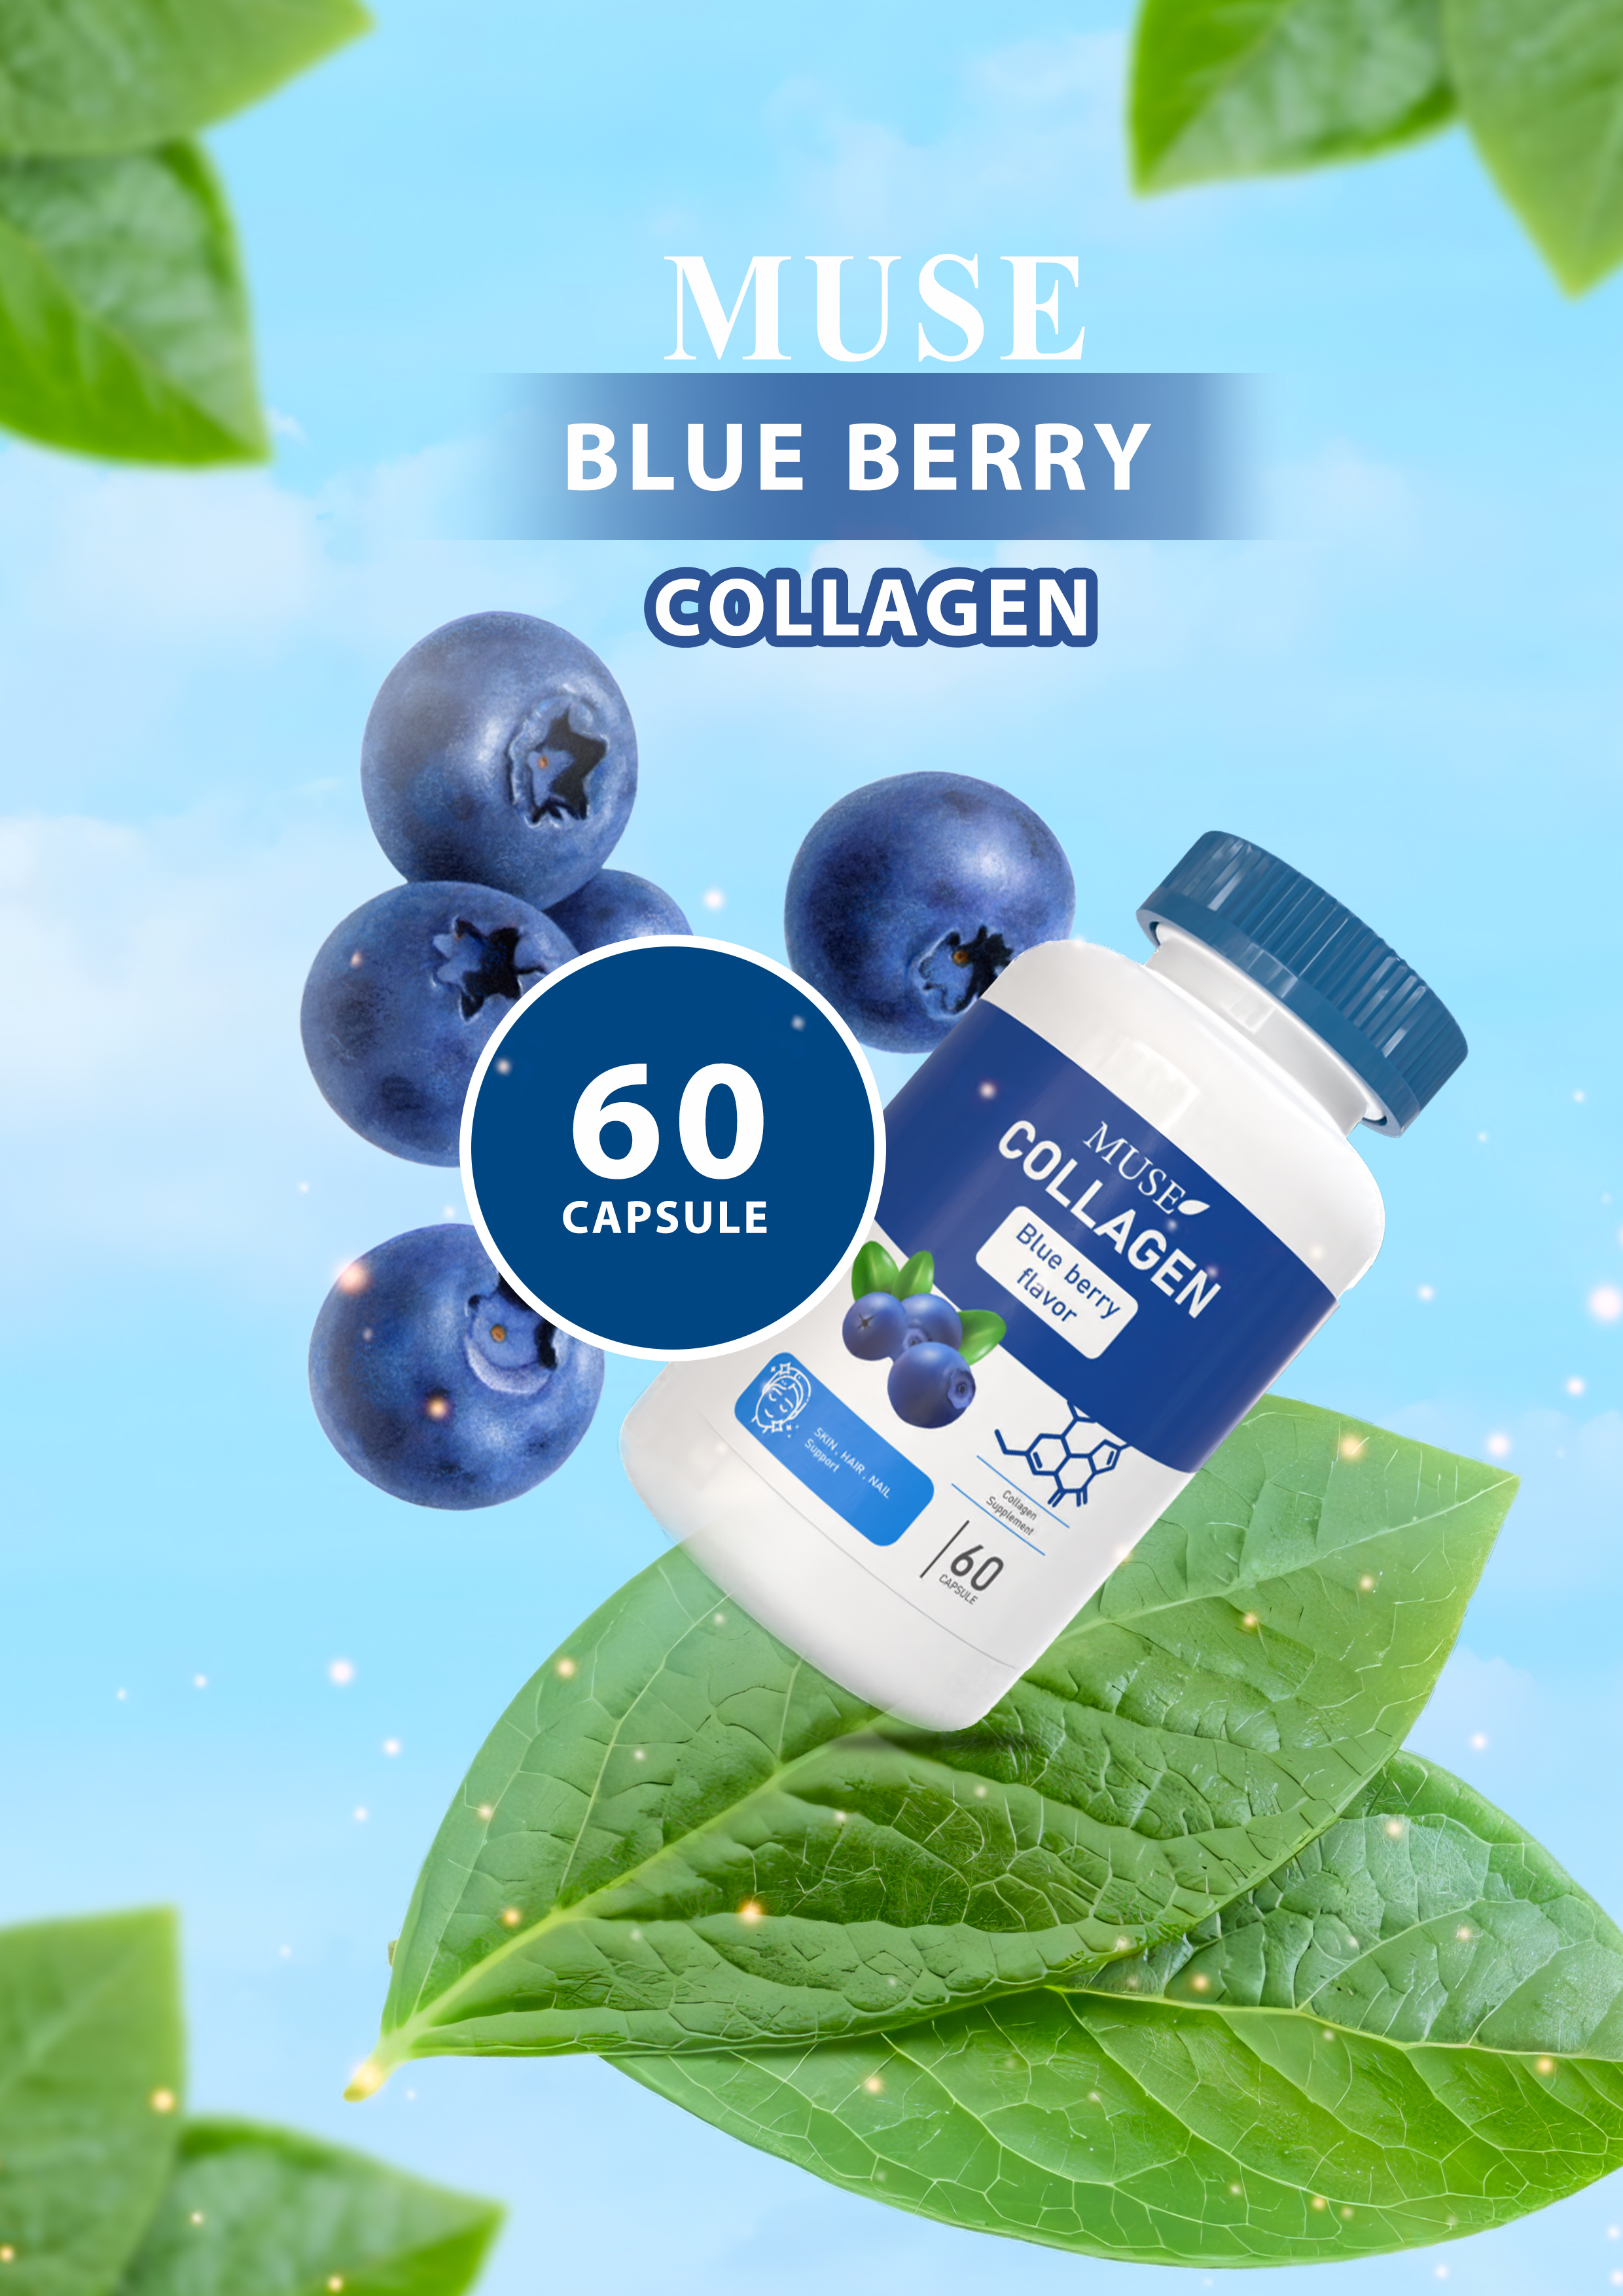 MUSE
BLUE BERRY
COLLAGEN
60
CAPSULE
MUSE
COLLAGEN
Blue berry
flavor
SKIN , HAIR , NAIL
Support
Collagen
Supplement
60
CAPSULE